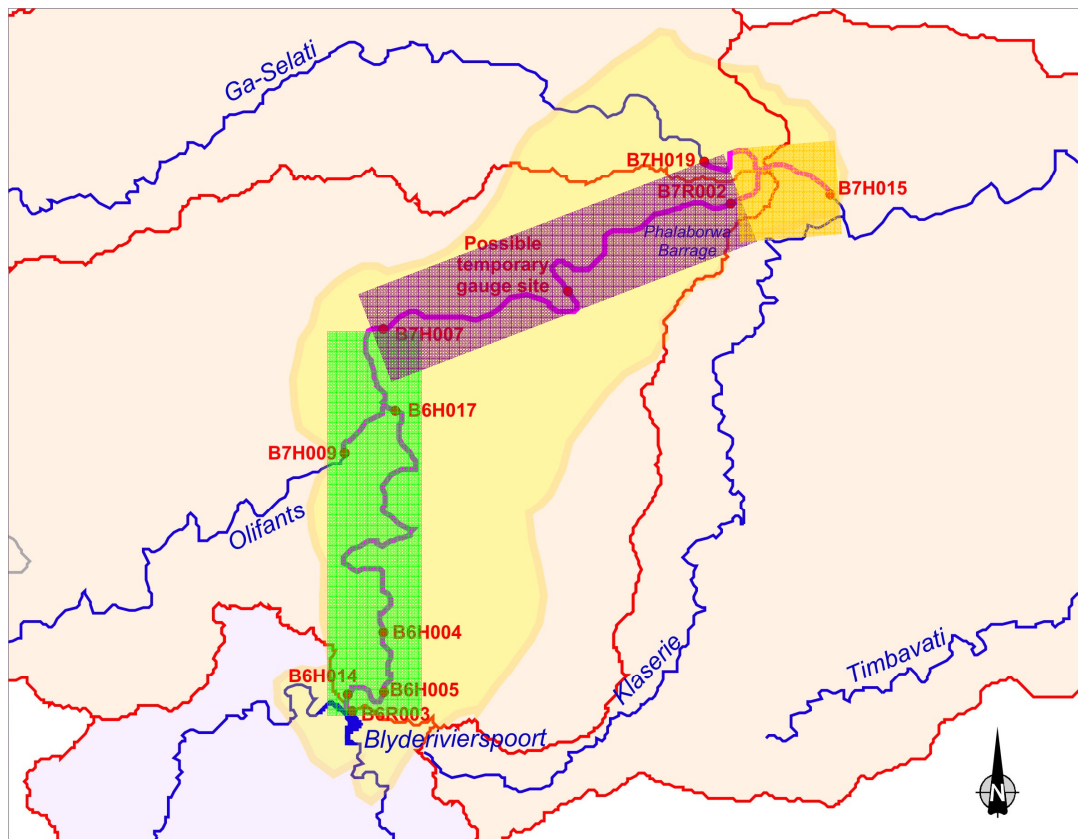 Ga-Selati
B7H019
B7R002
B7H015
Phalaborwa
Barrage
Possible
temporary
gauge site
B7H007
B6H017
B7H009
Olifants
B6H004
B6H014
B6H005
B6R003
Blyderivierspoort
Klaserie
Timbavati
N